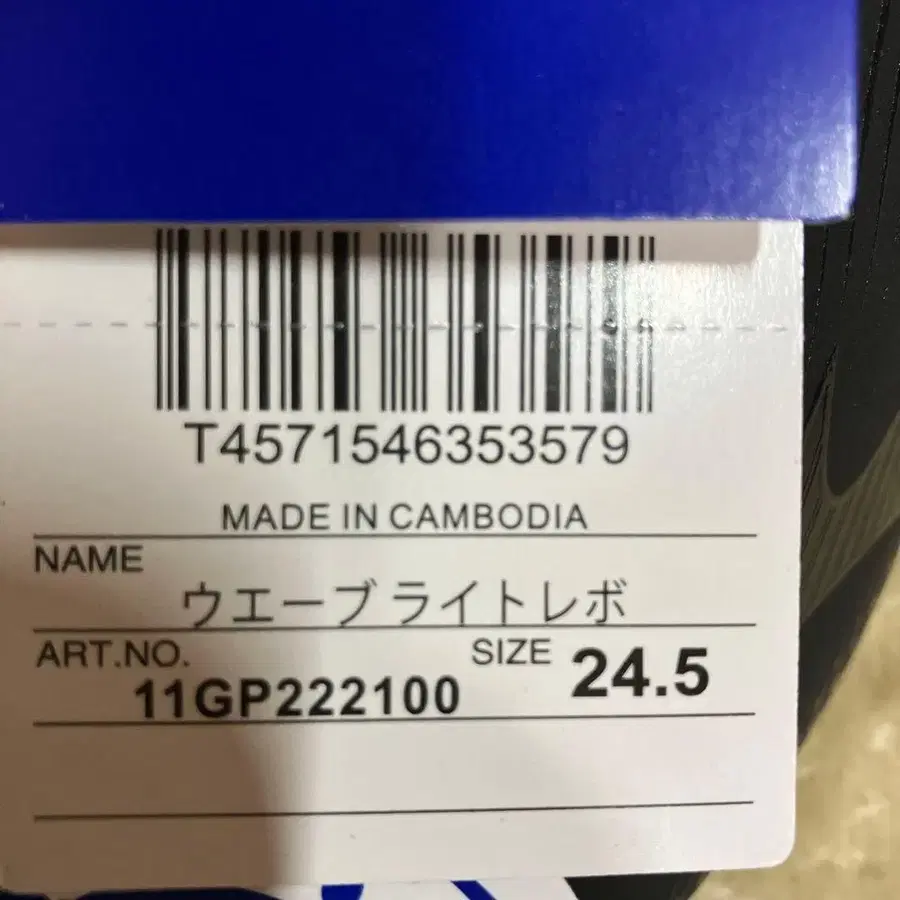 T4571546353579
MADE IN CAMBODIA
NAME
ウエーブ ライトレボ
ART.NO.
11GP222100
SIZE 24.5